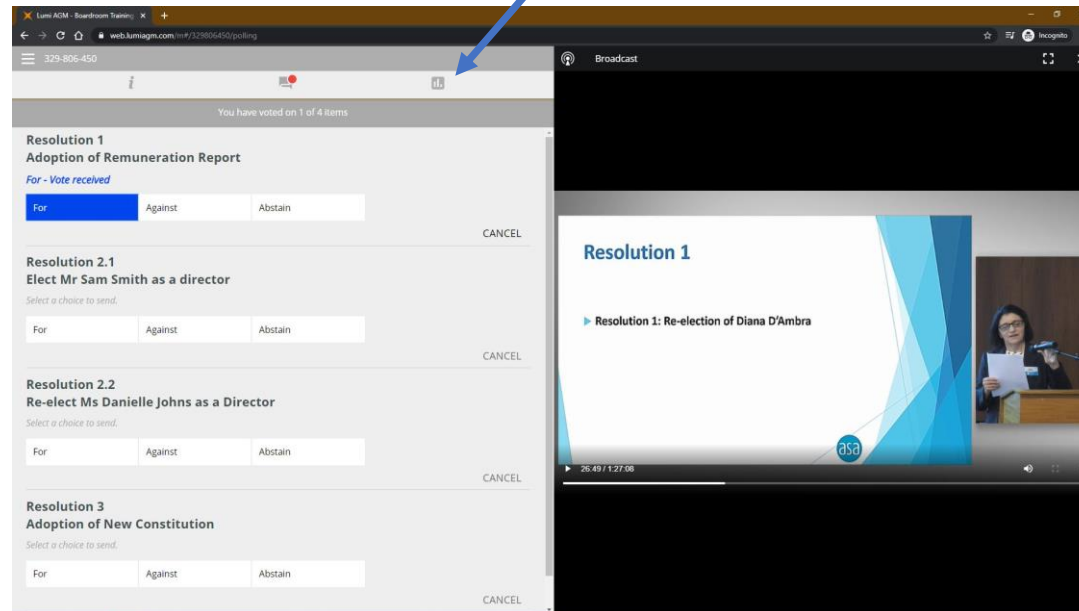 Lumi AGM - Boardroom Training
web.lumiagm.com/m#/329806450/polling
Incognito
329-806-450
Broadcast
i
You have voted on 1 of 4 items
Resolution 1
Adoption of Remuneration Report
For - Vote received
For Against Abstain
CANCEL
Resolution 2.1
Elect Mr Sam Smith as a director
Select a choice to send.
For Against Abstain
CANCEL
Resolution 2.2
Re-elect Ms Danielle Johns as a Director
Select a choice to send.
For Against Abstain
CANCEL
Resolution 3
Adoption of New Constitution
Select a choice to send.
For Against Abstain
CANCEL
Resolution 1
Resolution 1: Re-election of Diana D'Ambra
asa
26:49 / 1:27:08